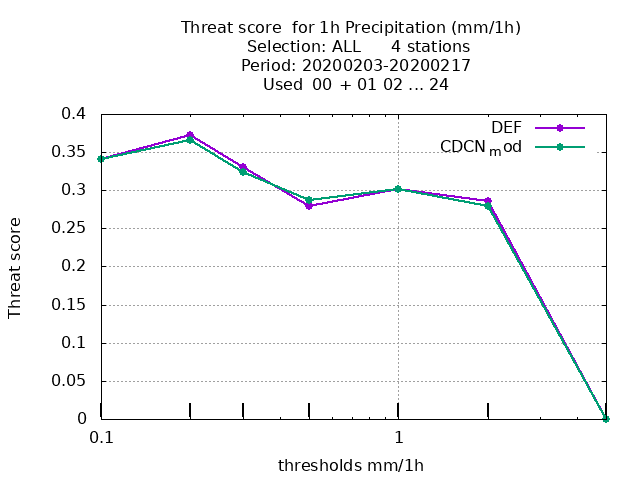 Threat score for 1h Precipitation (mm/1h)
Selection: ALL 4 stations
Period: 20200203-20200217
Used 00 + 01 02 ... 24
DEF
CDCNmod
0.4
0.35
0.3
0.25
0.2
0.15
0.1
0.05
0
Threat score
0.1 1
thresholds mm/1h